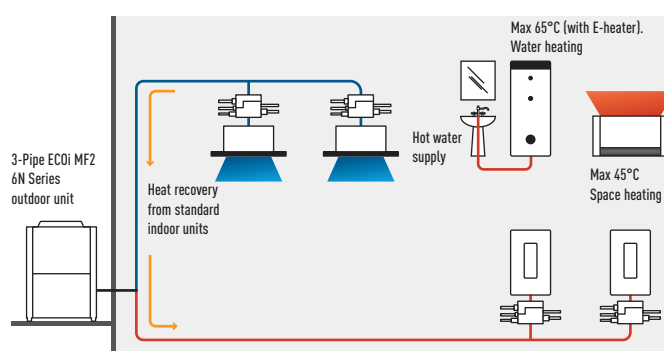 Max 65°C (with E-heater).
Water heating
Hot water
supply
3-Pipe ECOi MF2
6N Series
outdoor unit
Heat recovery
from standard
indoor units
Max 45°C
Space heating